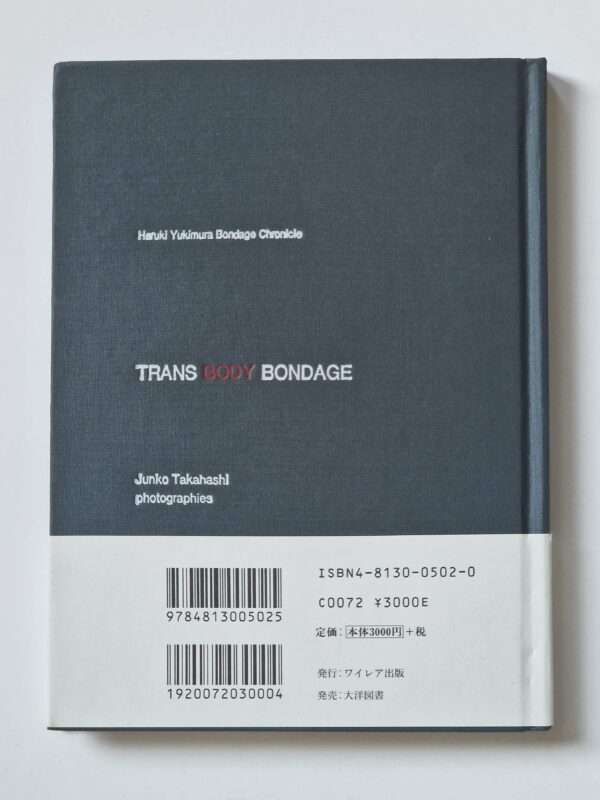 Haruki Yukimura Bondage Chronicle
TRANS BODY BONDAGE
Junko Takahashi
photographies
ISBN4-8130-0502-0
9784813005025
C0072 ¥3000E
定価:本体3000円+税
1920072030004
発行:ワイレア出版
発売:大洋図書